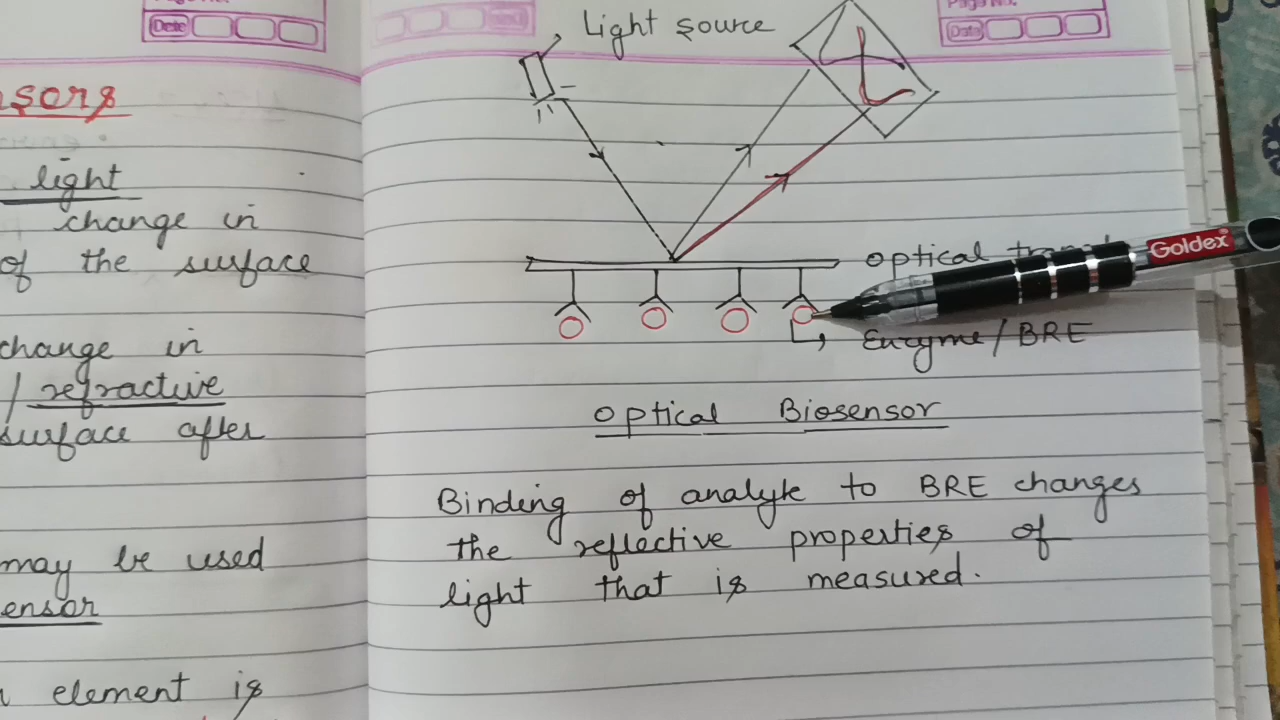 Date
Date
Light source
light
change in
of the surface
change in
/ refractive
surface after
may be used
element is
optical
Goldex
Enzyme/BRE
optical Biosensor
Binding of analyte to BRE changes
the reflective properties of
light that is measured.